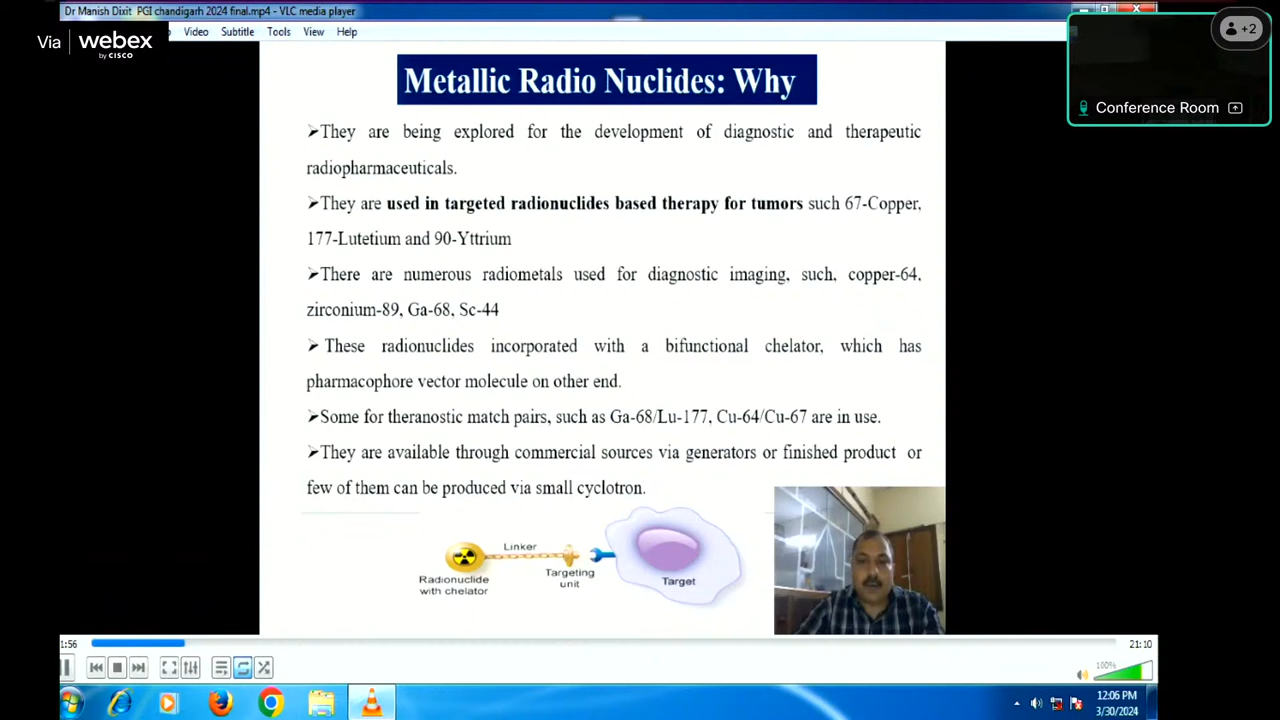 Dr Manish Dixit PGI chandigarh 2024 final.mp4 - VLC media player
Via webex
by CISCO
Video Subtitle Tools View Help
+2
Conference Room
Metallic Radio Nuclides: Why
➢They are being explored for the development of diagnostic and therapeutic
radiopharmaceuticals.
➢They are used in targeted radionuclides based therapy for tumors such 67-Copper,
177-Lutetium and 90-Yttrium
➢There are numerous radiometals used for diagnostic imaging, such, copper-64,
zirconium-89, Ga-68, Sc-44
➢ These radionuclides incorporated with a bifunctional chelator, which has
pharmacophore vector molecule on other end.
➢Some for theranostic match pairs, such as Ga-68/Lu-177, Cu-64/Cu-67 are in use.
➢They are available through commercial sources via generators or finished product or
few of them can be produced via small cyclotron.
Linker
Radionuclide
with chelator
Targeting
unit
Target
1:56
21:10
100%
12:06 PM
3/30/2024